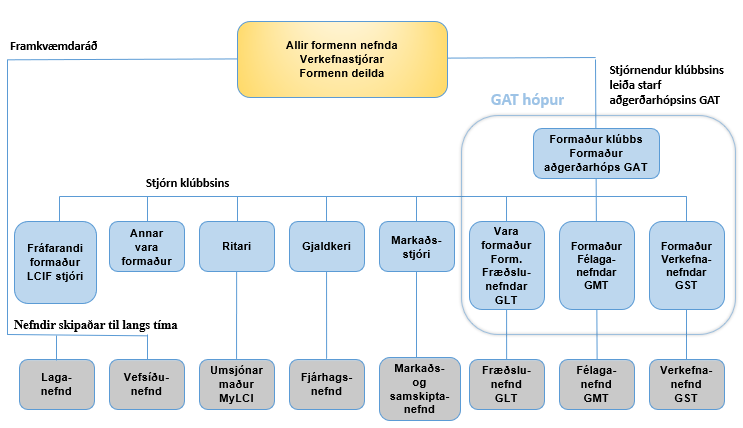 Framkvæmdaráð
Allir formenn nefnda
Verkefnastjórar
Formenn deilda
Stjórnendur klúbbsins
leiða starf
aðgerðarhópsins GAT
GAT hópur
Formaður klúbbs
Formaður
aðgerðarhóps GAT
Stjórn klúbbsins
Fráfarandi
formaður
LCIF stjóri
Annar
vara
formaður
Ritari
Gjaldkeri
Markaðs-
stjóri
Vara
formaður
Form.
Fræðslu-
nefndar
GLT
Formaður
Félaga-
nefndar
GMT
Formaður
Verkefna-
nefndar
GST
Nefndir skipaðar til langs tíma
Laga-
nefnd
Vefsíðu-
nefnd
Umsjónar
maður
MyLCI
Fjárhags-
nefnd
Markaðs-
og
samskipta-
nefnd
Fræðslu-
nefnd
GLT
Félaga-
nefnd
GMT
Verkefna-
nefnd
GST